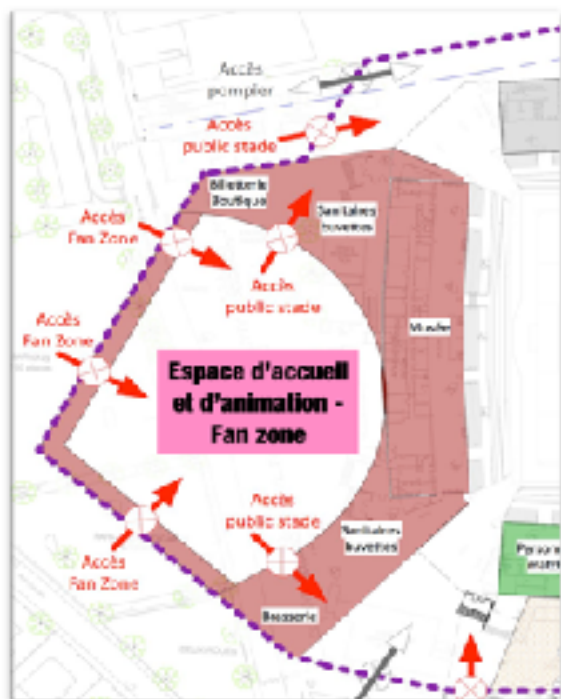 Accès
pompier
Accès
public stade
Billetterie
Boutique
Sanitaires
buvettes
Accès
Fan Zone
Accès
public stade
Accès
Fan Zone
Musée
Espace d'accueil
et d'animation -
Fan zone
Accès
public stade
Sanitaires
buvettes
Accès
Fan Zone
Brasserie